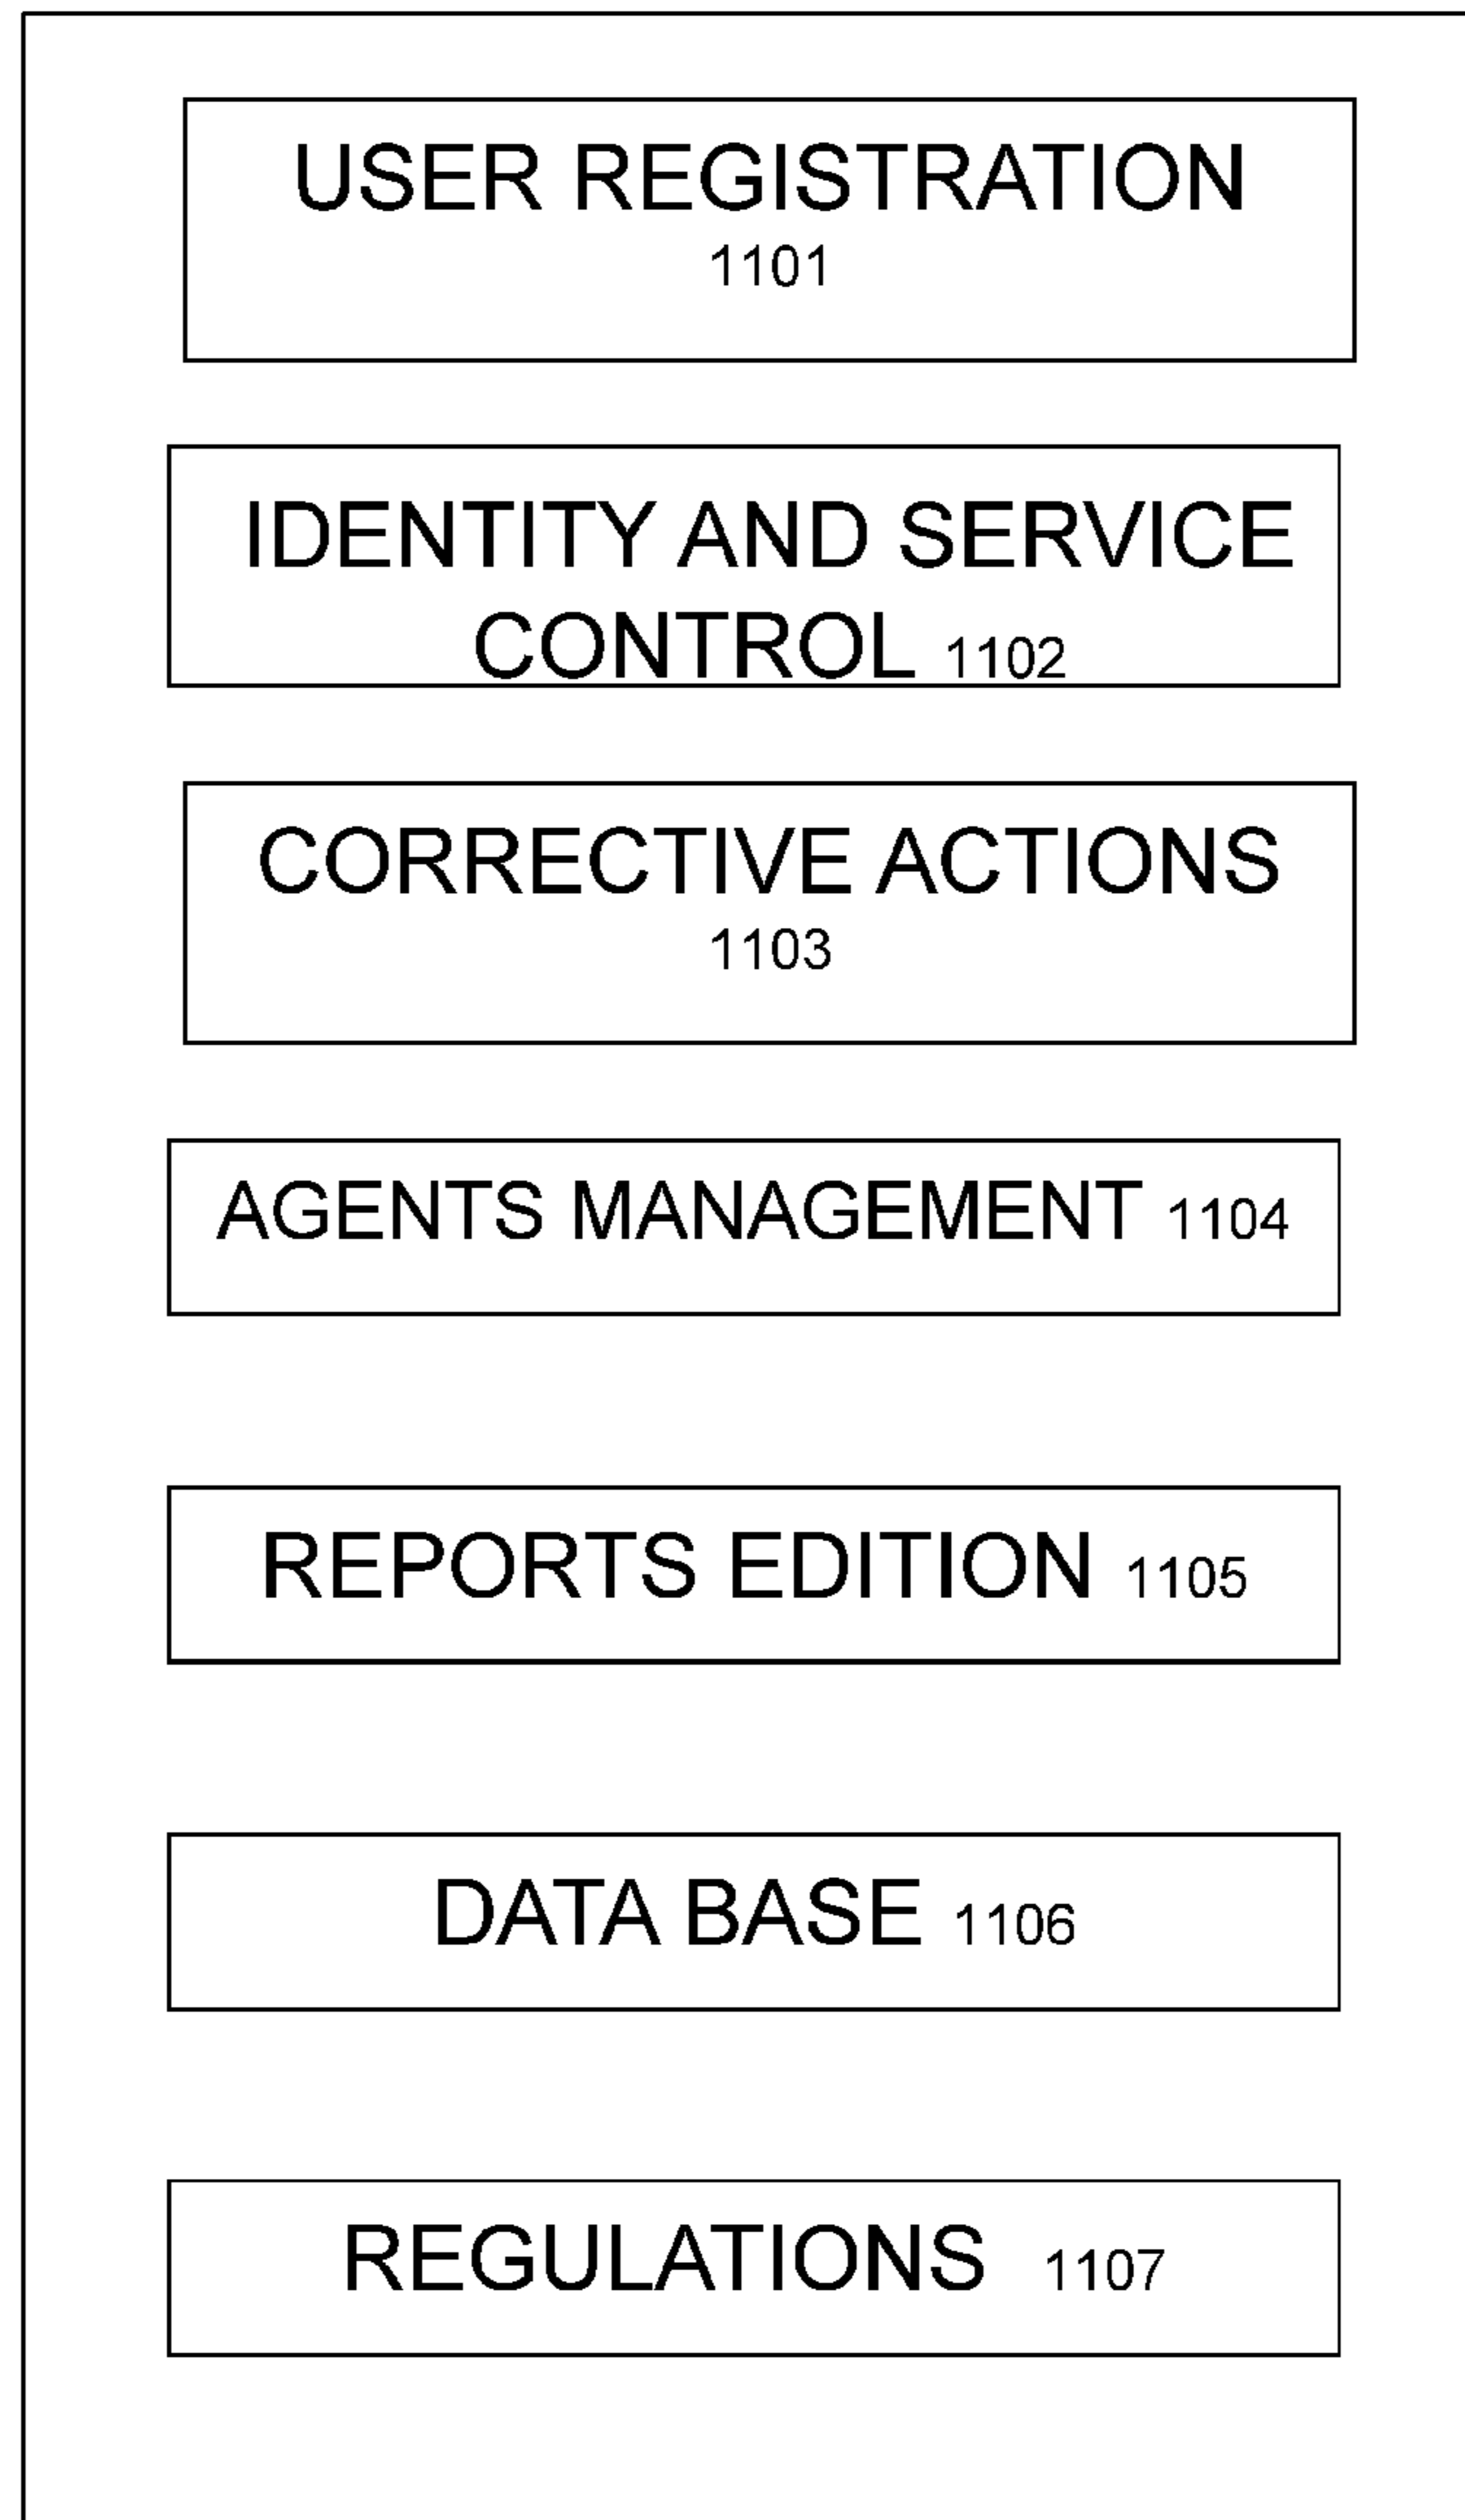 USER REGISTRATION
1101
IDENTITY AND SERVICE
CONTROL 1102
CORRECTIVE ACTIONS
1103
AGENTS MANAGEMENT 1104
REPORTS EDITION 1105
DATA BASE 1106
REGULATIONS 1107